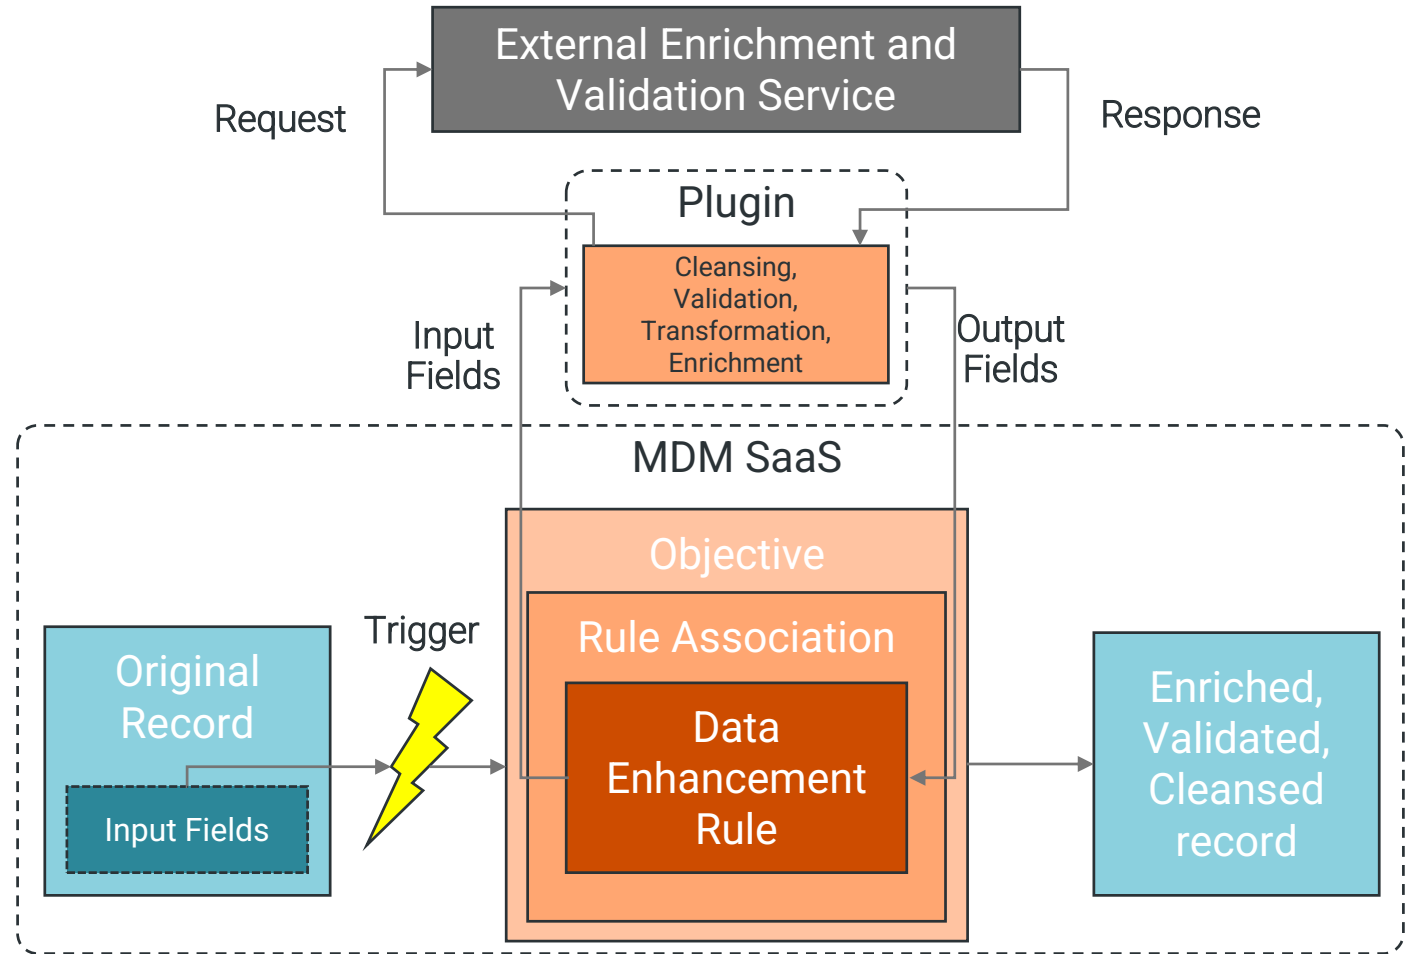 External Enrichment and
Validation Service
Request
Response
Plugin
Cleansing,
Validation,
Transformation,
Enrichment
Input
Fields
Output
Fields
MDM SaaS
Objective
Trigger
Rule Association
Original
Record
Input Fields
Data
Enhancement
Rule
Enriched,
Validated,
Cleansed
record